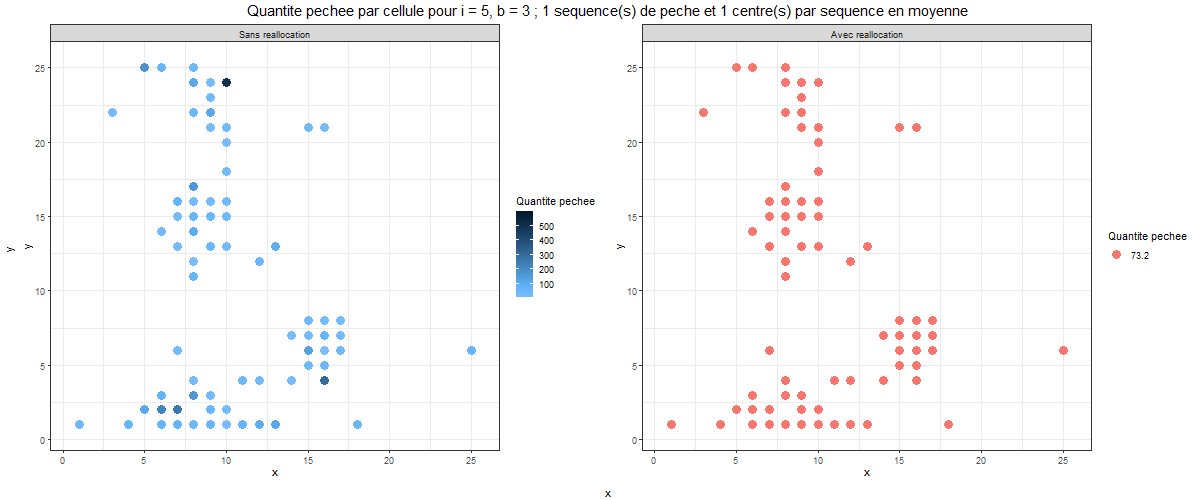 Quantite pechee par cellule pour i = 5, b = 3 ; 1 sequence(s) de peche et 1 centre(s) par sequence en moyenne
Sans reallocation
25
20
15
10
5
0
y
y
0 5 10 15 20 25
x
Quantite pechee
500
400
300
200
100
Avec reallocation
25
20
15
10
5
0
y
0 5 10 15 20 25
x
Quantite pechee
73.2
x